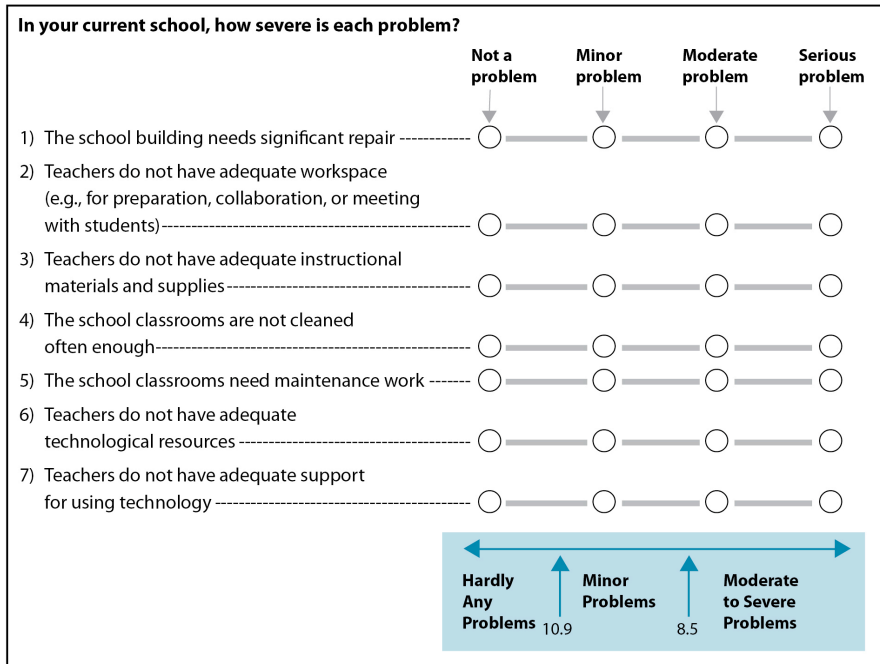 In your current school, how severe is each problem?
Not a problem
Minor problem
Moderate problem
Serious problem
1) The school building needs significant repair
2) Teachers do not have adequate workspace
(e.g., for preparation, collaboration, or meeting
with students)
3) Teachers do not have adequate instructional
materials and supplies
4) The school classrooms are not cleaned
often enough
5) The school classrooms need maintenance work
6) Teachers do not have adequate
technological resources
7) Teachers do not have adequate support
for using technology
Hardly
Any
Problems
10.9
Minor
Problems
8.5
Moderate
to Severe
Problems